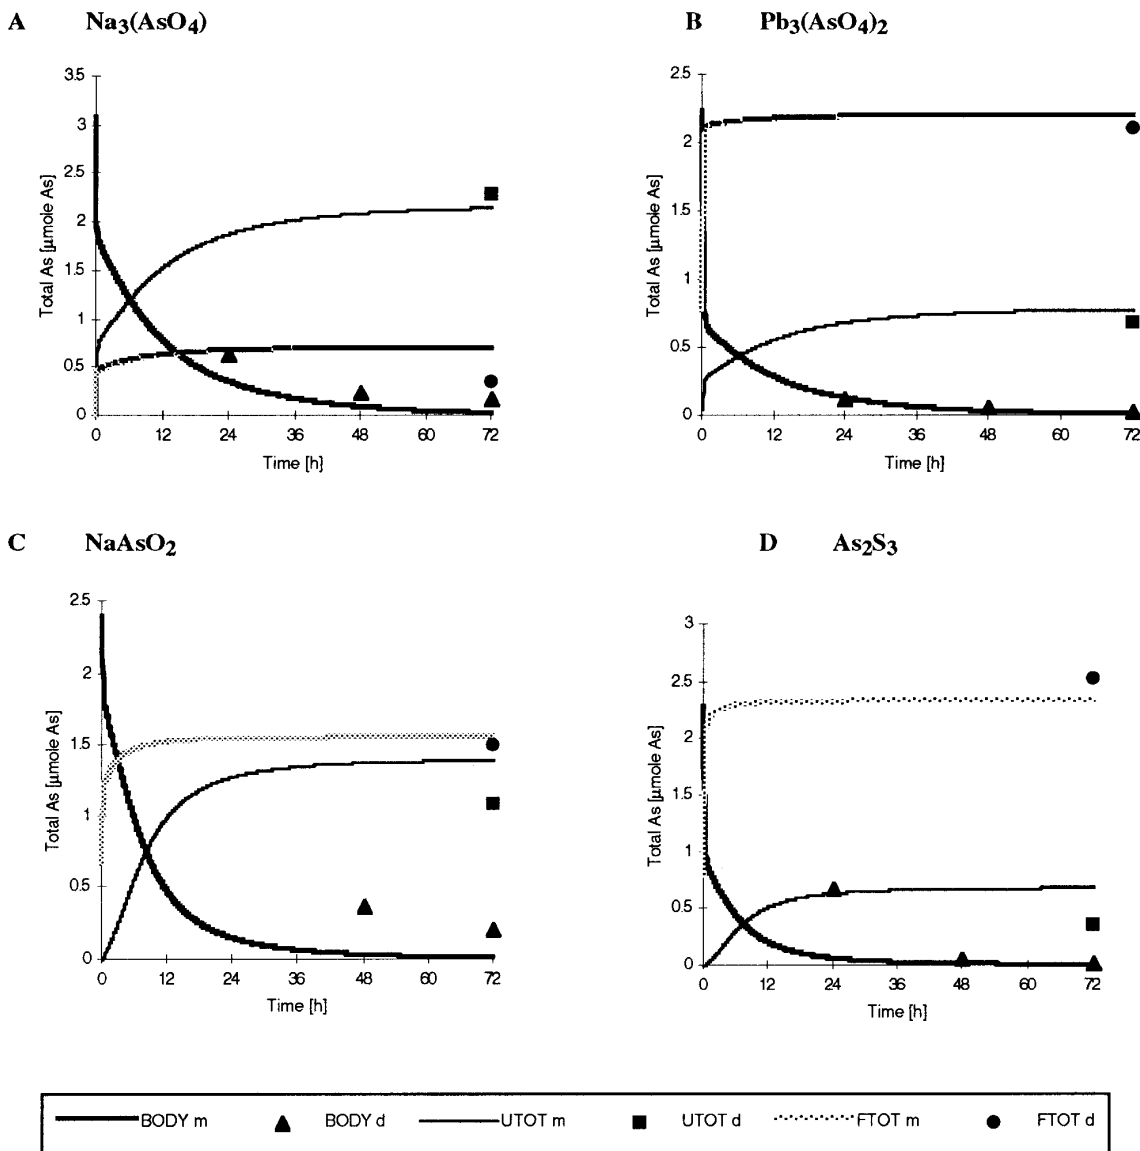 A Na3(AsO4)
3.5
3
2.5
2
1.5
1
0.5
0
Total As [µmole As]
0 12 24 36 48 60 72
Time [h]
B Pb3(AsO4)2
2.5
2
1.5
1
0.5
0
Total As [µmole As]
0 12 24 36 48 60 72
Time [h]
C NaAsO2
2.5
2
1.5
1
0.5
0
Total As [µmole As]
0 12 24 36 48 60 72
Time [h]
D As2S3
3
2.5
2
1.5
1
0.5
0
Total As [µmole As]
0 12 24 36 48 60 72
Time [h]
BODY m BODY d UTOT m UTOT d FTOT m FTOT d